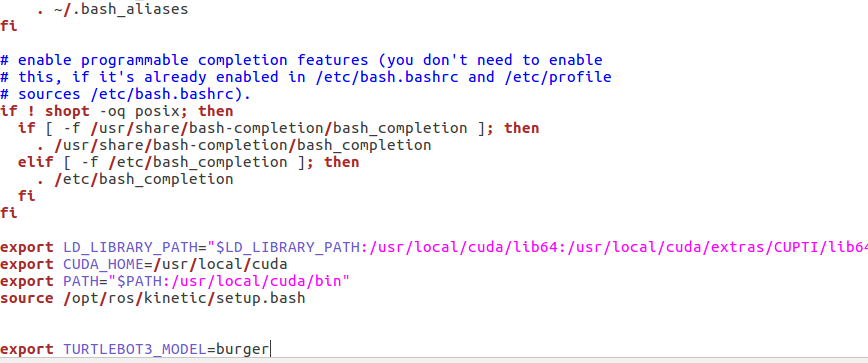 . ~/.bash_aliases
fi
# enable programmable completion features (you don't need to enable
# this, if it's already enabled in /etc/bash.bashrc and /etc/profile
# sources /etc/bash.bashrc).
if ! shopt -oq posix; then
if [ -f /usr/share/bash-completion/bash_completion ]; then
. /usr/share/bash-completion/bash_completion
elif [ -f /etc/bash_completion ]; then
. /etc/bash_completion
fi
fi
export LD_LIBRARY_PATH="$LD_LIBRARY_PATH:/usr/local/cuda/lib64:/usr/local/cuda/extras/CUPTI/lib64
export CUDA_HOME=/usr/local/cuda
export PATH="$PATH:/usr/local/cuda/bin"
source /opt/ros/kinetic/setup.bash
export TURTLEBOT3_MODEL=burger